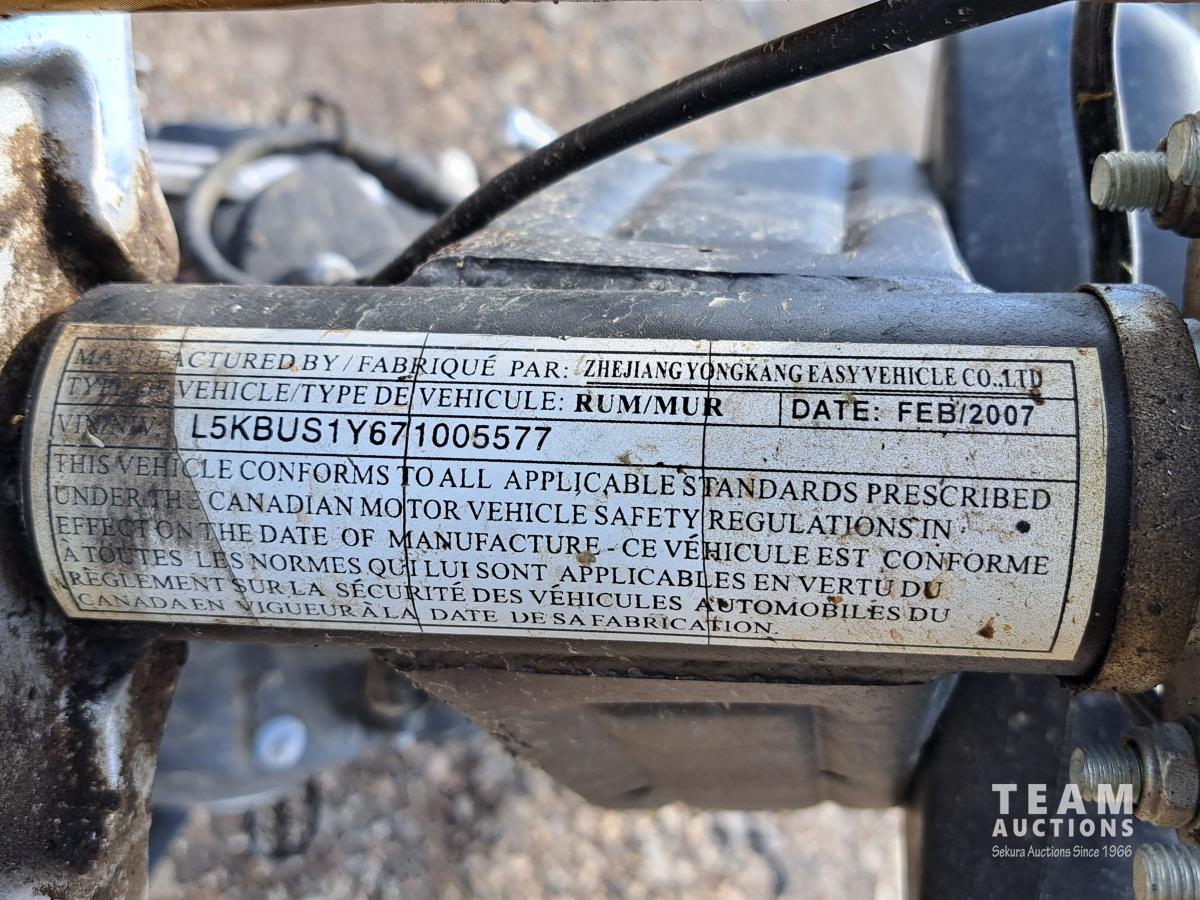 MANUFACTURED BY / FABRIQUÉ PAR: ZHEJIANG YONGKANG EASY VEHICLE CO.,LTD
TYPE OF VEHICLE/TYPE DE VEHICULE: RUM/MUR DATE: FEB/2007
VIN/N.I.V. L5KBUS1Y671005577
THIS VEHICLE CONFORMS TO ALL APPLICABLE STANDARDS PRESCRIBED
UNDER THE CANADIAN MOTOR VEHICLE SAFETY REGULATIONS IN
EFFECT ON THE DATE OF MANUFACTURE - CE VÉHICULE EST CONFORME
À TOUTES LES NORMES QUI LUI SONT APPLICABLES EN VERTU DU
RÈGLEMENT SUR LA SÉCURITÉ DES VÉHICULES AUTOMOBILES DU
CANADA EN VIGUEUR À LA DATE DE SA FABRICATION.
TEAM
AUCTIONS
Sekura Auctions Since 1966